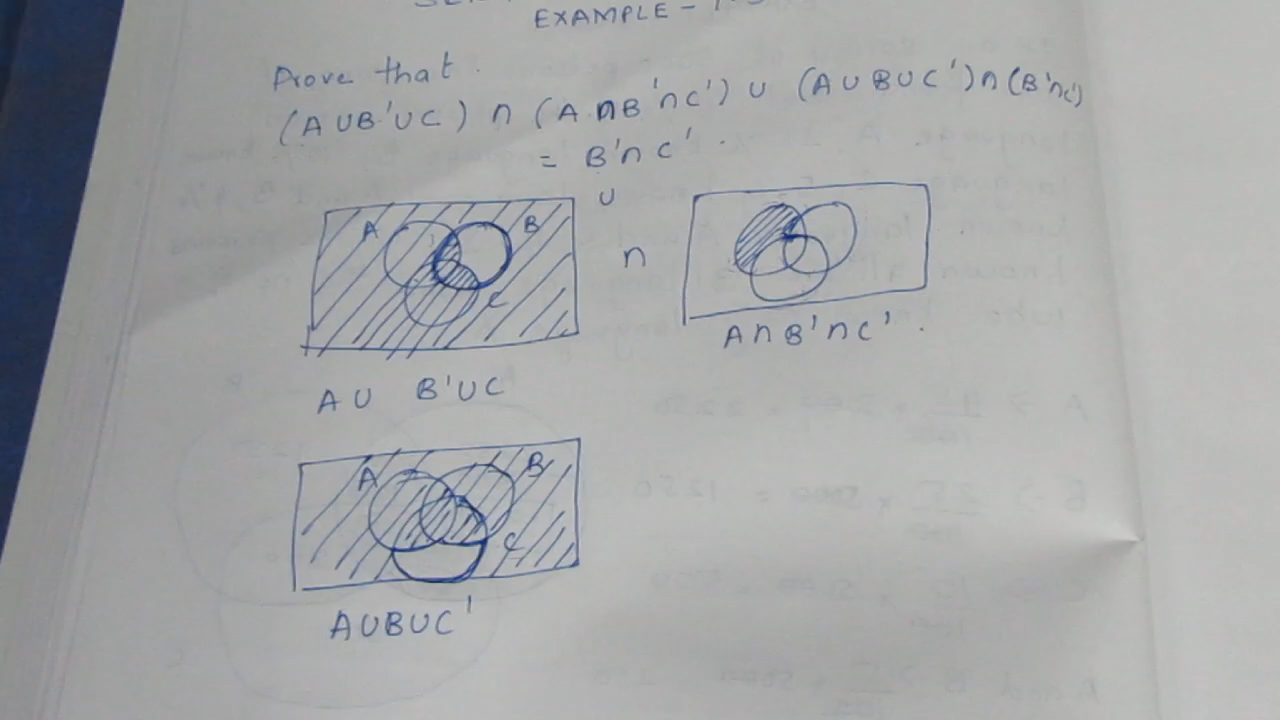 EXAMPLE -
Prove that.
(A U B' U C) ∩ (A ∩ B' ∩ C') U (A U B U C') ∩ (B' ∩ C')
= B' ∩ C'.
U
A B
C
∩
A U B' U C
A ∩ B' ∩ C'.
A B
C
A U B U C'